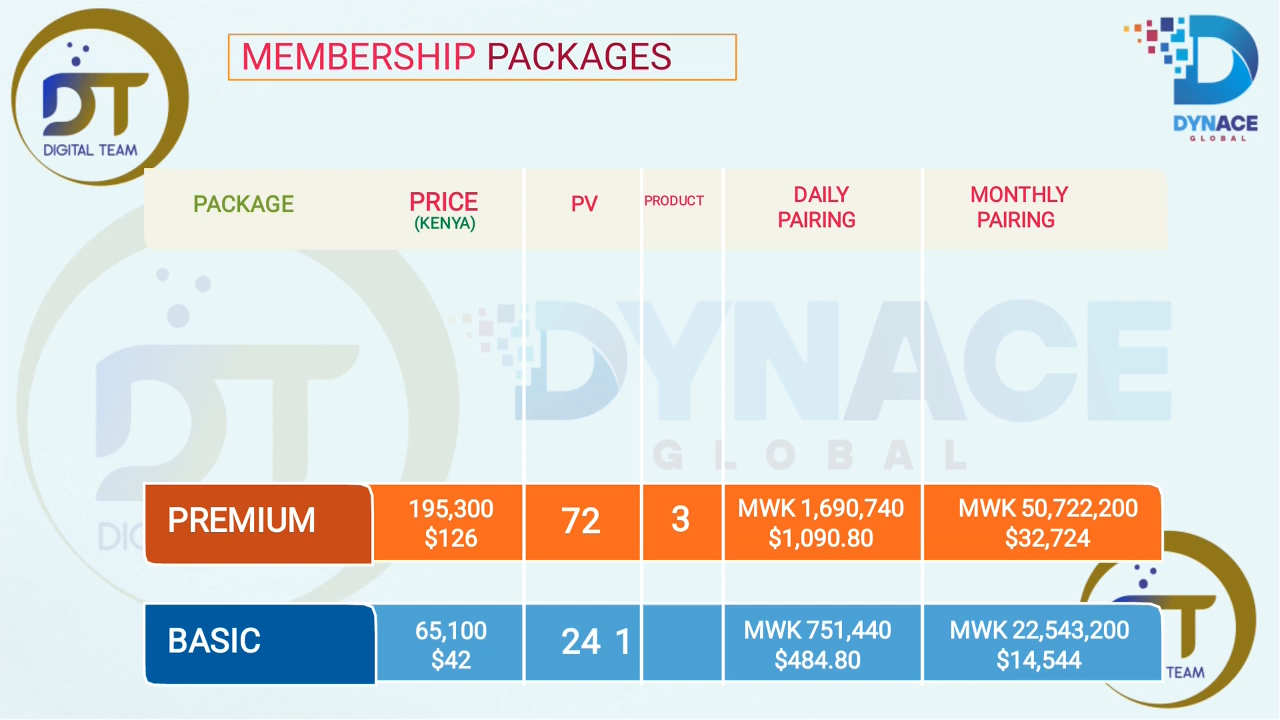 MEMBERSHIP PACKAGES
DT
DIGITAL TEAM
D
DYNACE
GLOBAL
PACKAGE
PRICE
(KENYA)
PV
PRODUCT
DAILY
PAIRING
MONTHLY
PAIRING
DT
DIG
DYNACE
GLOBAL
PREMIUM
195,300
$126
72
3
MWK 1,690,740
$1,090.80
MWK 50,722,200
$32,724
BASIC
65,100
$42
24 1
MWK 751,440
$484.80
MWK 22,543,200
$14,544
T
TEAM